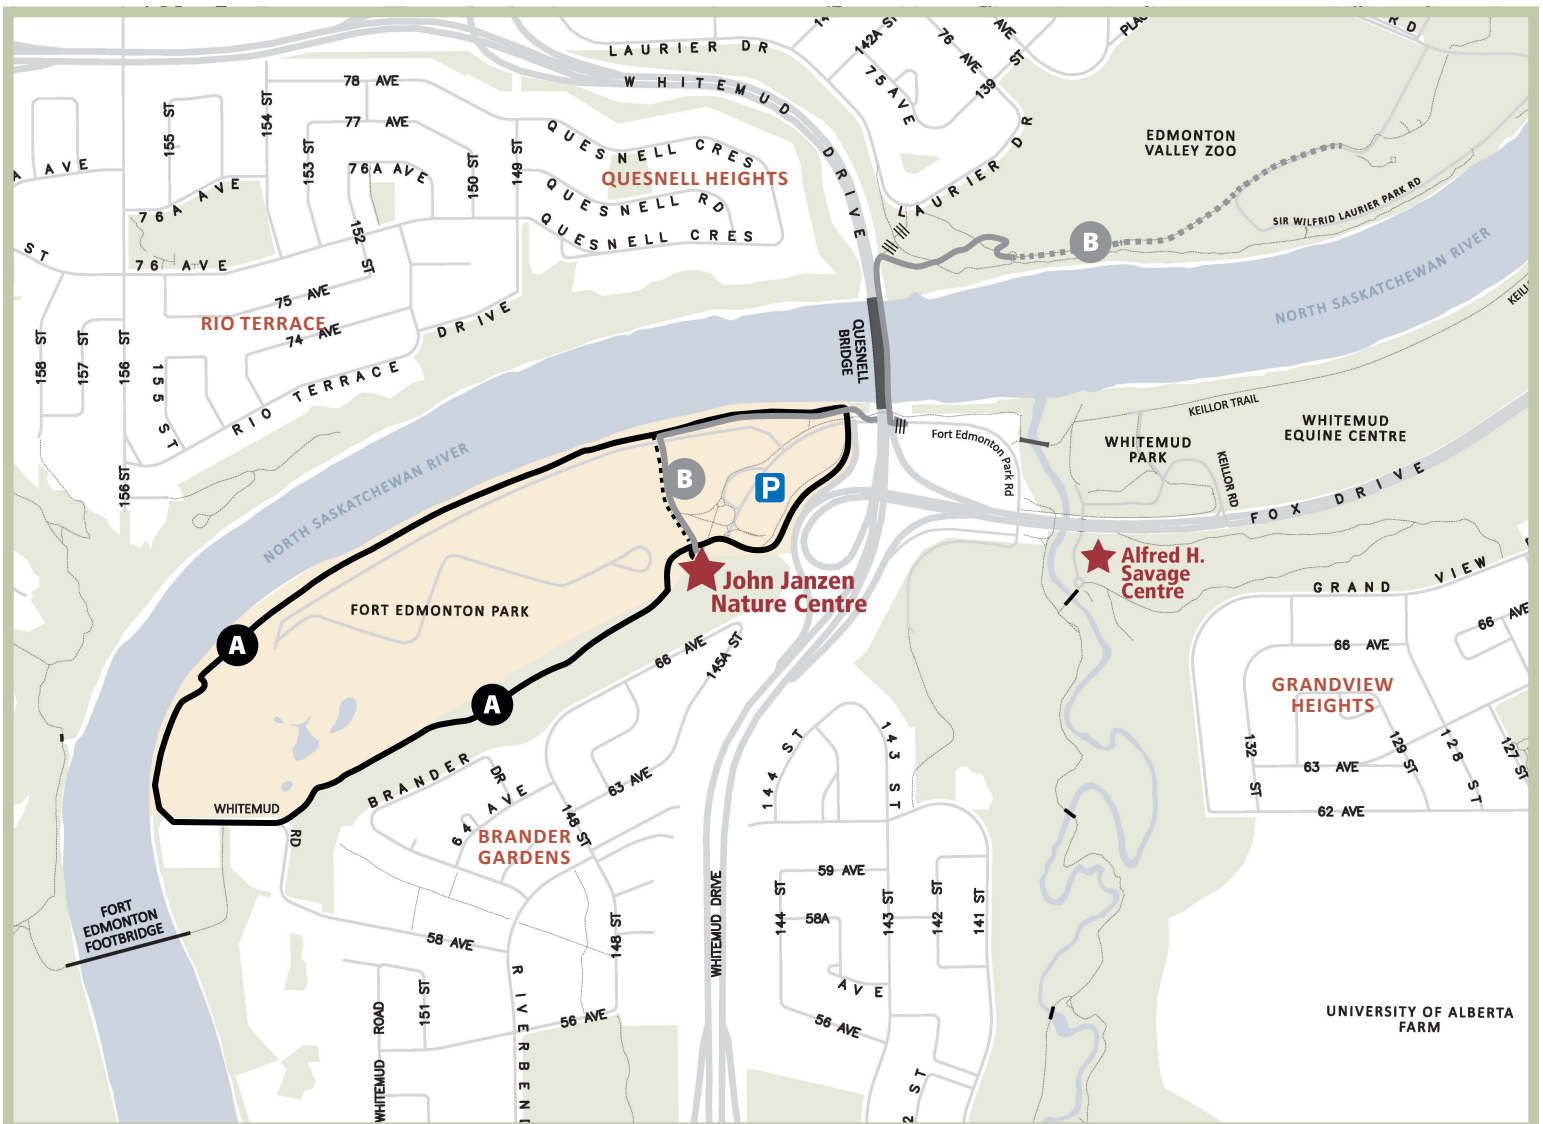 LAURIER DR
WHITEMUD DRIVE
142A ST
76 AVE
AVE
ST
139
75 AVE
RD
LAURIER DR
EDMONTON
VALLEY ZOO
SIR WILFRID LAURIER PARK RD
B
NORTH SASKATCHEWAN RIVER
78 AVE
77 AVE
76A AVE
155 ST
154 ST
153 ST
152 ST
150 ST
149 ST
AVE
76A AVE
76 AVE
ST
75 AVE
74 AVE
RIO TERRACE
RIO TERRACE DRIVE
158 ST
157 ST
156 ST
155 ST
156 ST
QUESNELL CRES
QUESNELL HEIGHTS
QUESNELL RD
QUESNELL CRES
QUESNELL
BRIDGE
NORTH SASKATCHEWAN RIVER
Fort Edmonton Park Rd
KEILLOR TRAIL
WHITEMUD
PARK
KEILLOR RD
WHITEMUD
EQUINE CENTRE
FOX DRIVE
B
P
John Janzen
Nature Centre
Alfred H.
Savage
Centre
FORT EDMONTON PARK
A
A
WHITEMUD
RD
FORT
EDMONTON
FOOTBRIDGE
66 AVE
145A ST
BRANDER DR
64 AVE
63 AVE
148 ST
BRANDER
GARDENS
58 AVE
148 ST
151 ST
56 AVE
WHITEMUD ROAD
RIVERBEND
WHITEMUD DRIVE
144 ST
143 ST
59 AVE
58A
AVE
144 ST
143 ST
142 ST
141 ST
56 AVE
ST
GRAND VIEW
66 AVE
66 AVE
GRANDVIEW
HEIGHTS
132 ST
129 ST
128 ST
127 ST
63 AVE
62 AVE
UNIVERSITY OF ALBERTA
FARM